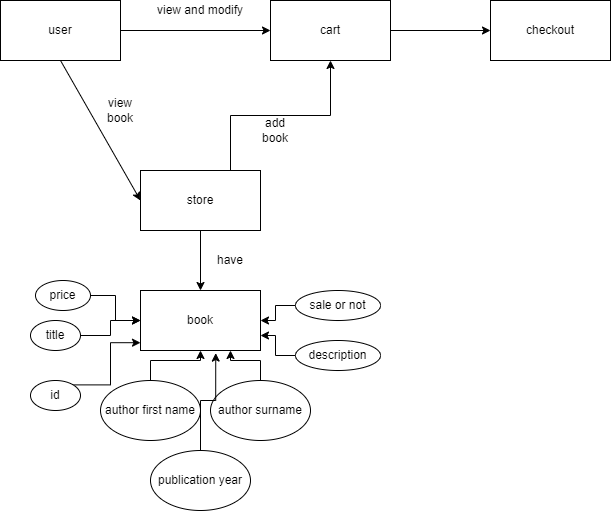 user
view and modify
cart
checkout
view
book
add
book
store
have
price
book
sale or not
title
description
id
author first name
author surname
publication year